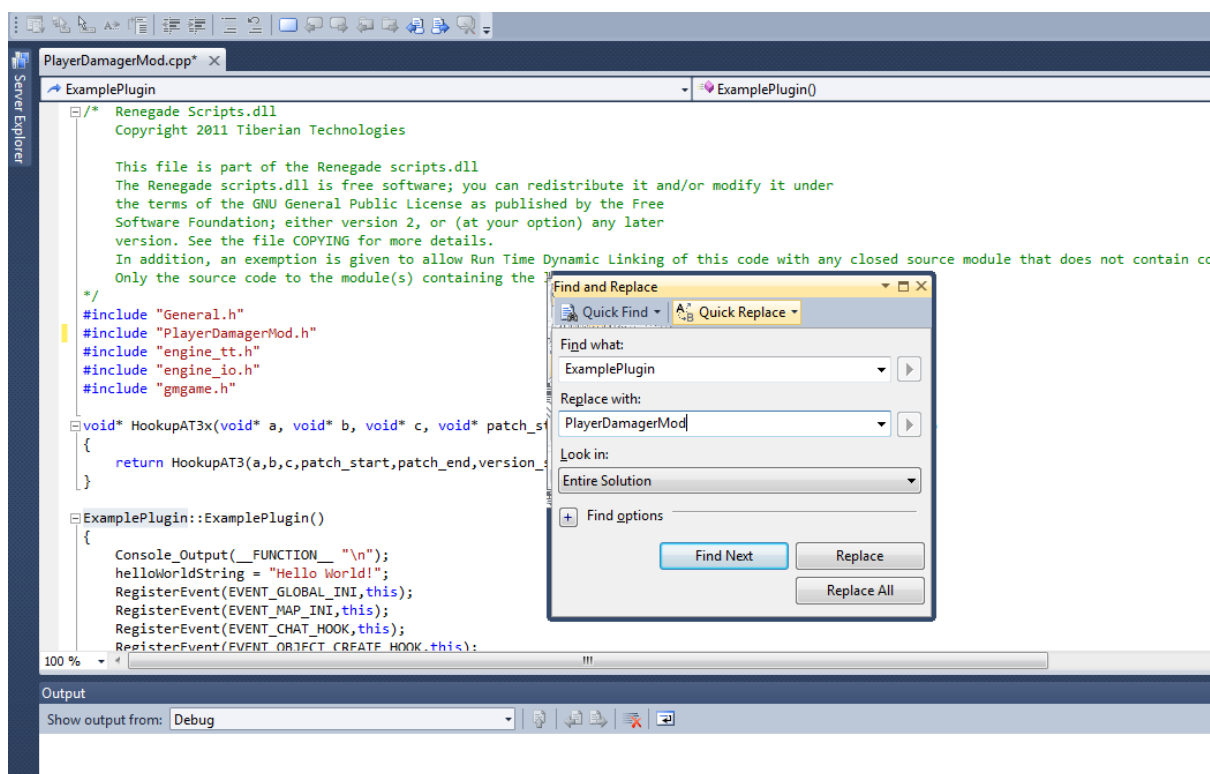 PlayerDamagerMod.cpp*
Server Explorer
ExamplePlugin
ExamplePlugin()
/* Renegade Scripts.dll
Copyright 2011 Tiberian Technologies
This file is part of the Renegade scripts.dll
The Renegade scripts.dll is free software; you can redistribute it and/or modify it under
the terms of the GNU General Public License as published by the Free
Software Foundation; either version 2, or (at your option) any later
version. See the file COPYING for more details.
In addition, an exemption is given to allow Run Time Dynamic Linking of this code with any closed source module that does not contain
Only the source code to the module(s) containing the
*/
#include "General.h"
#include "PlayerDamagerMod.h"
#include "engine_tt.h"
#include "engine_io.h"
#include "gmgame.h"
void* HookupAT3x(void* a, void* b, void* c, void*
{
return HookupAT3(a,b,c,patch_start,patch_end,
}
ExamplePlugin::ExamplePlugin()
{
Console_Output(__FUNCTION__ "\n");
helloWorldString = "Hello World!";
RegisterEvent(EVENT_GLOBAL_INI,this);
RegisterEvent(EVENT_MAP_INI,this);
RegisterEvent(EVENT_CHAT_HOOK,this);
RegisterEvent(EVENT_OBJECT_CREATE_HOOK,this);
Find and Replace
Quick Find
Quick Replace
Find what:
ExamplePlugin
Replace with:
PlayerDamagerMod
Look in:
Entire Solution
+ Find options
Find Next
Replace
Replace All
100 %
Output
Show output from: Debug